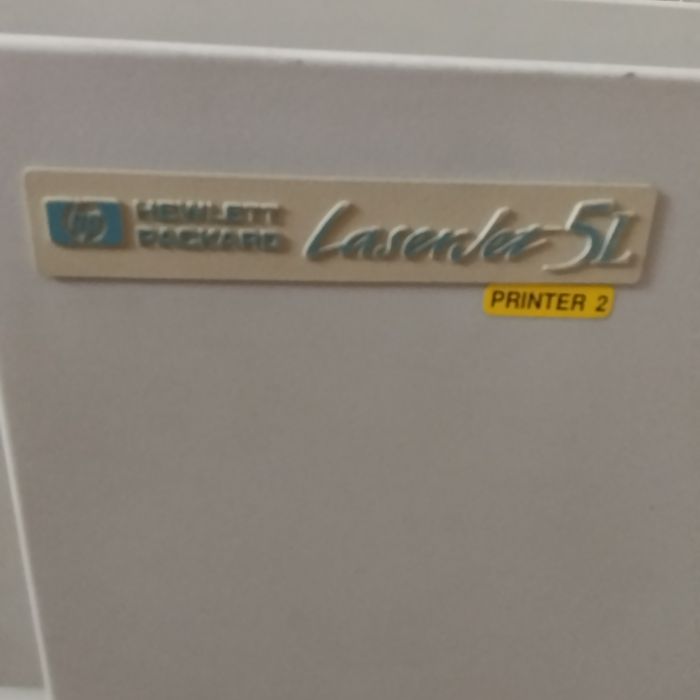 hp HEWLETT
PACKARD
LaserJet 5L
PRINTER 2